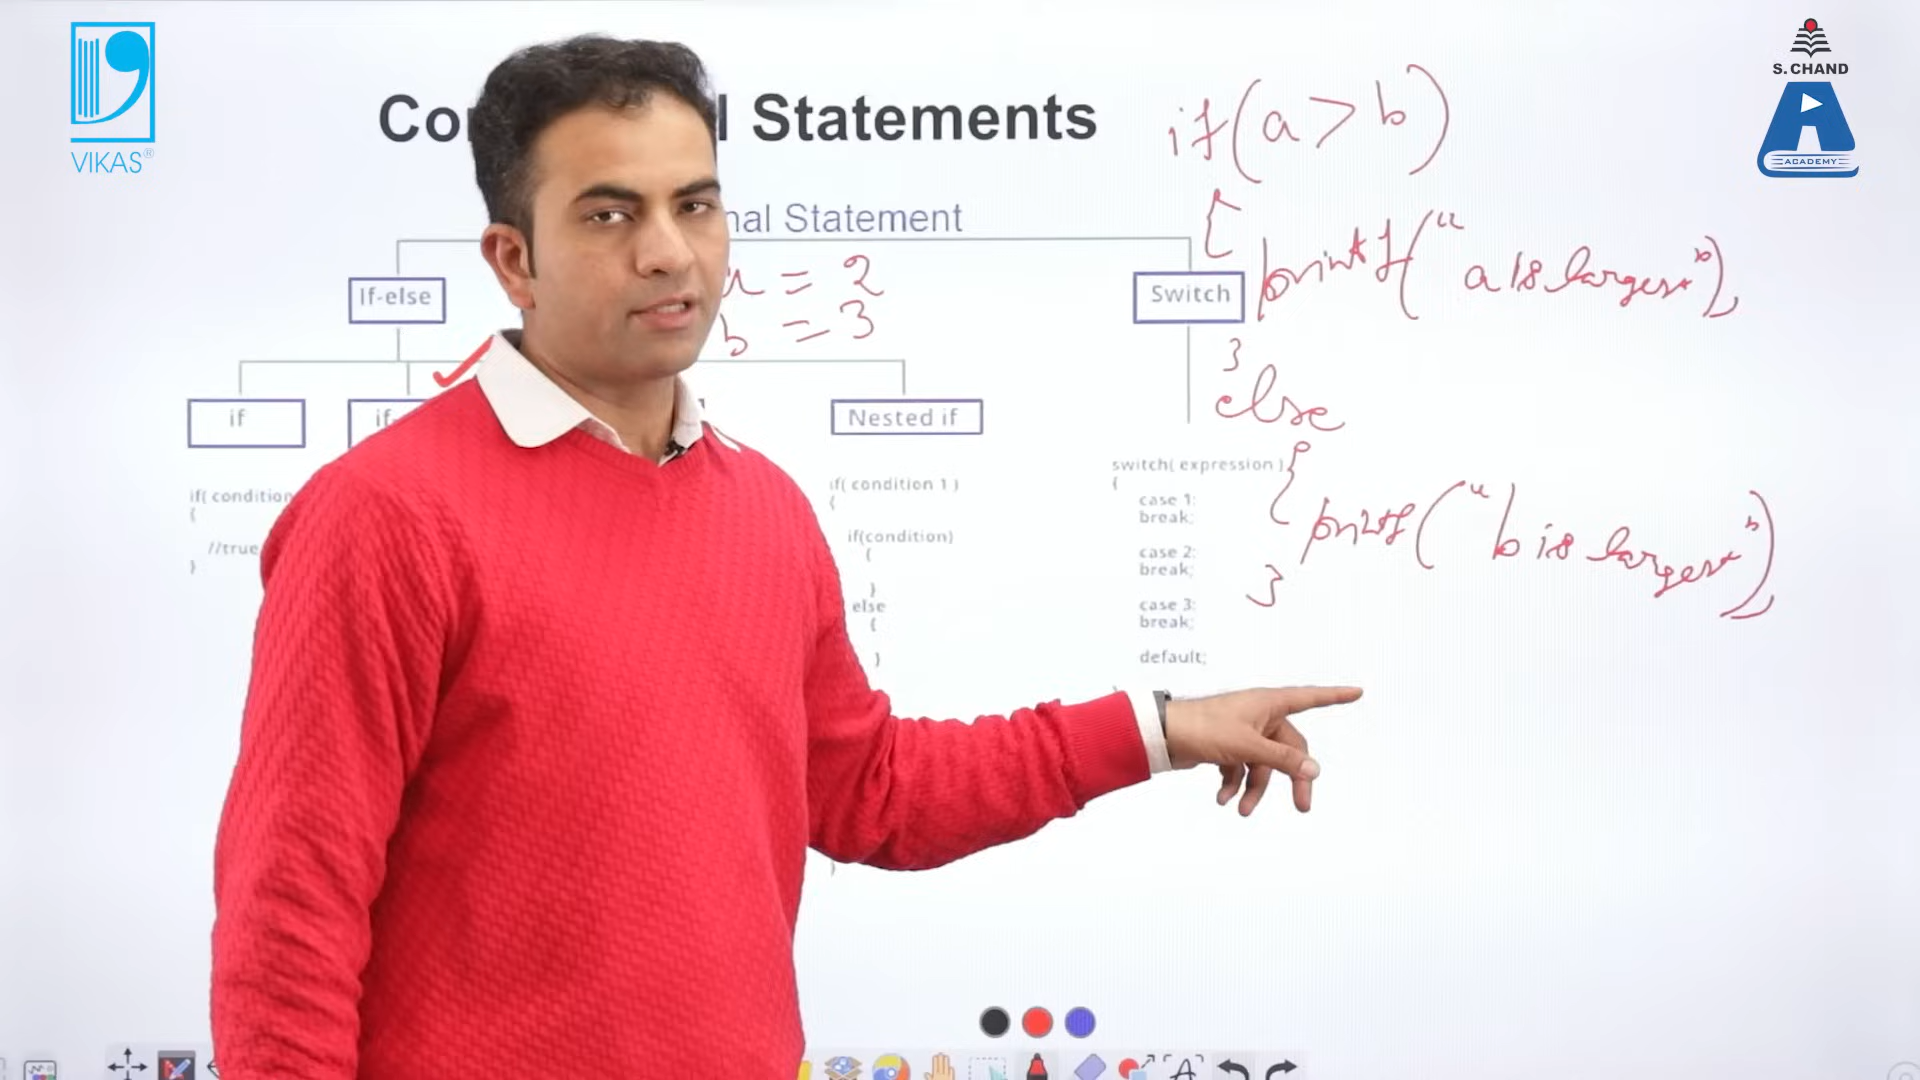 VIKAS®
S. CHAND
ACADEMY
Statements
nal Statement
If-else
Switch
if
if-
Nested if
a = 2
b = 3
if(a > b)
{
printf("a is largest");
}
else
{
printf("b is largest");
}
if( condition
{
//true
}
if( condition 1 )
{
if(condition)
{
}
else
{
}
}
switch( expression )
{
case 1:
break;
case 2:
break;
case 3:
break;
default;